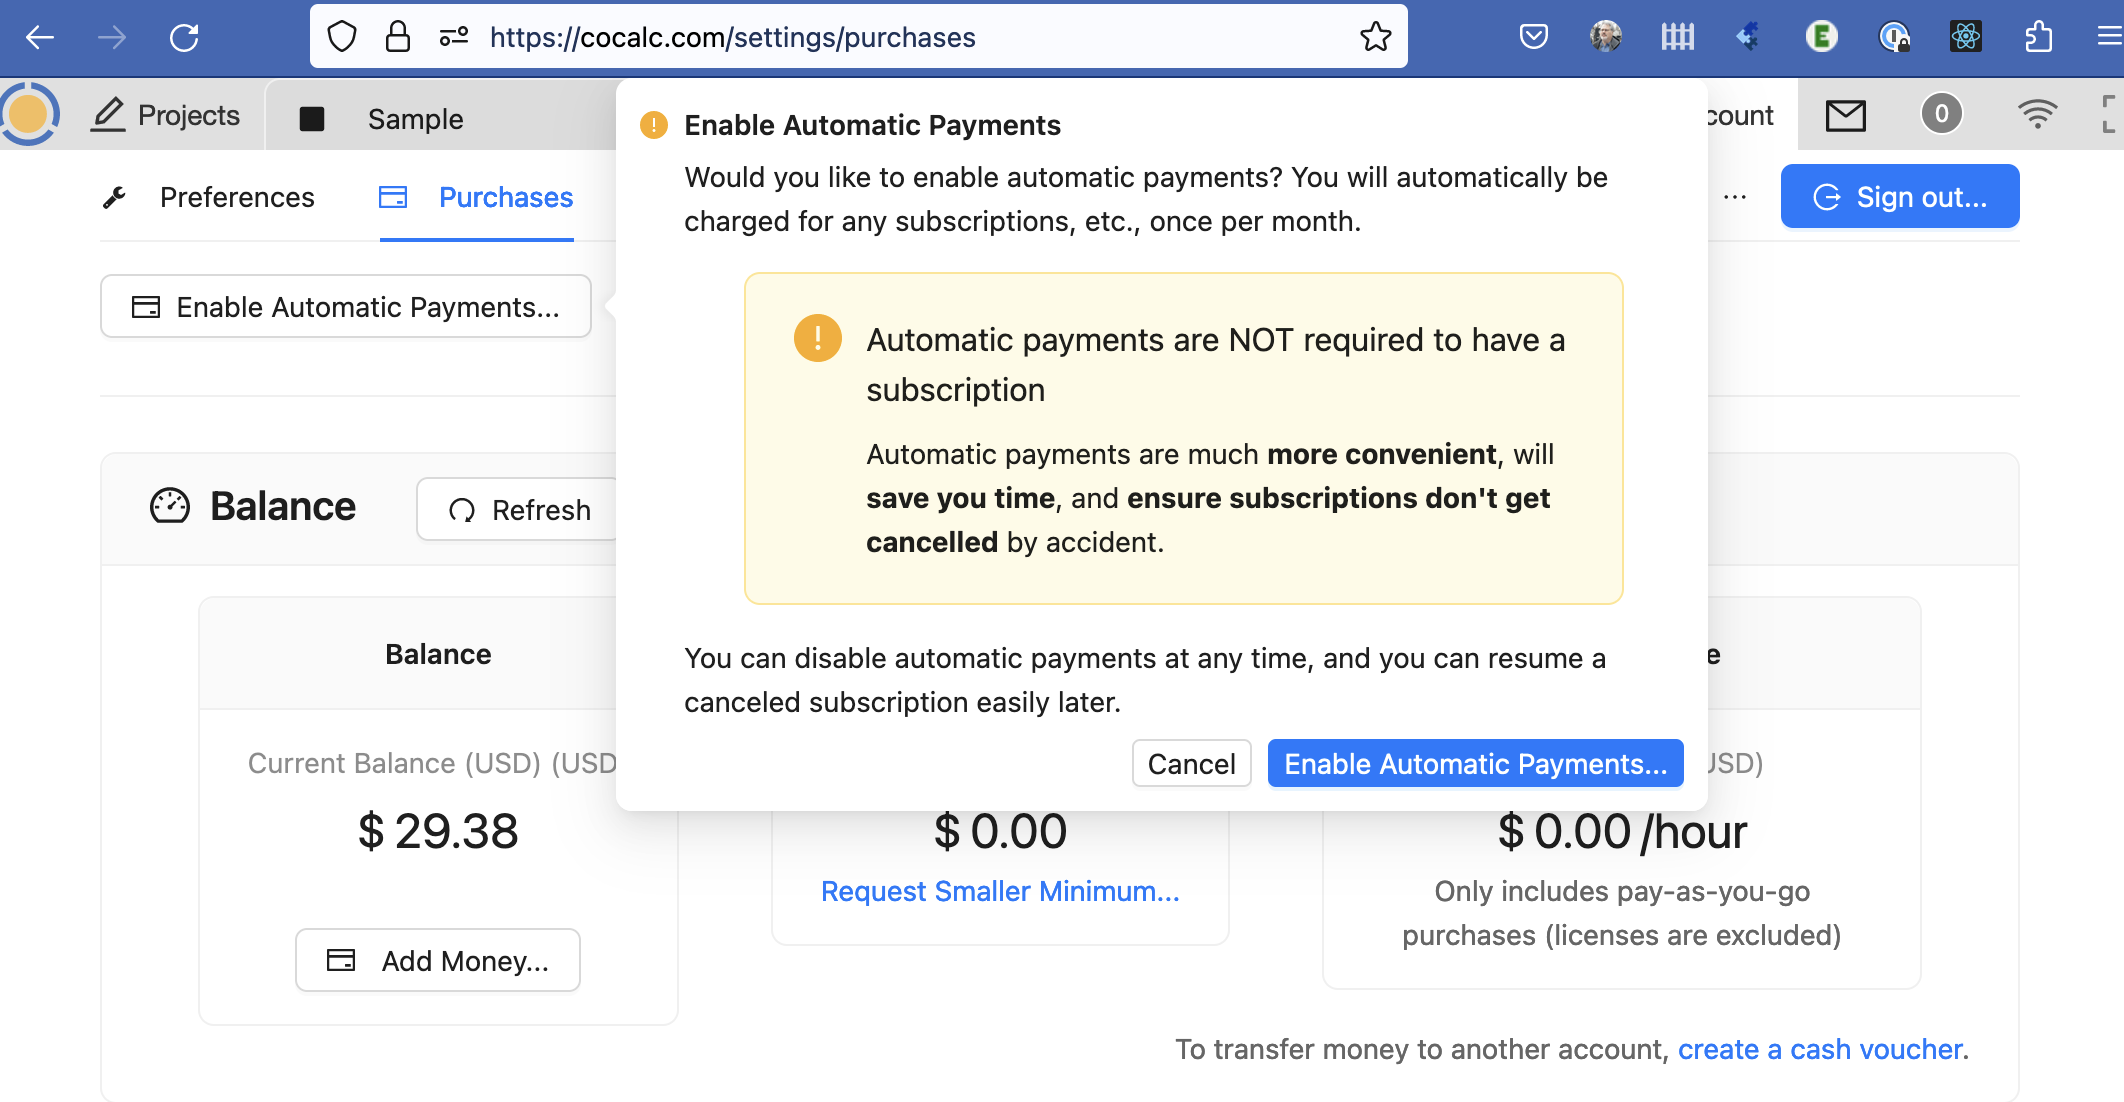 https://cocalc.com/settings/purchases
Projects
Sample
count
0
Preferences
Purchases
...
Sign out...
Enable Automatic Payments...
! Enable Automatic Payments
Would you like to enable automatic payments? You will automatically be
charged for any subscriptions, etc., once per month.
! Automatic payments are NOT required to have a
subscription
Automatic payments are much more convenient, will
save you time, and ensure subscriptions don't get
cancelled by accident.
You can disable automatic payments at any time, and you can resume a
canceled subscription easily later.
Cancel
Enable Automatic Payments...
Balance
Refresh
Balance
Current Balance (USD) (USD
$ 29.38
Add Money...
$ 0.00
Request Smaller Minimum...
e
USD)
$ 0.00 /hour
Only includes pay-as-you-go
purchases (licenses are excluded)
To transfer money to another account, create a cash voucher.